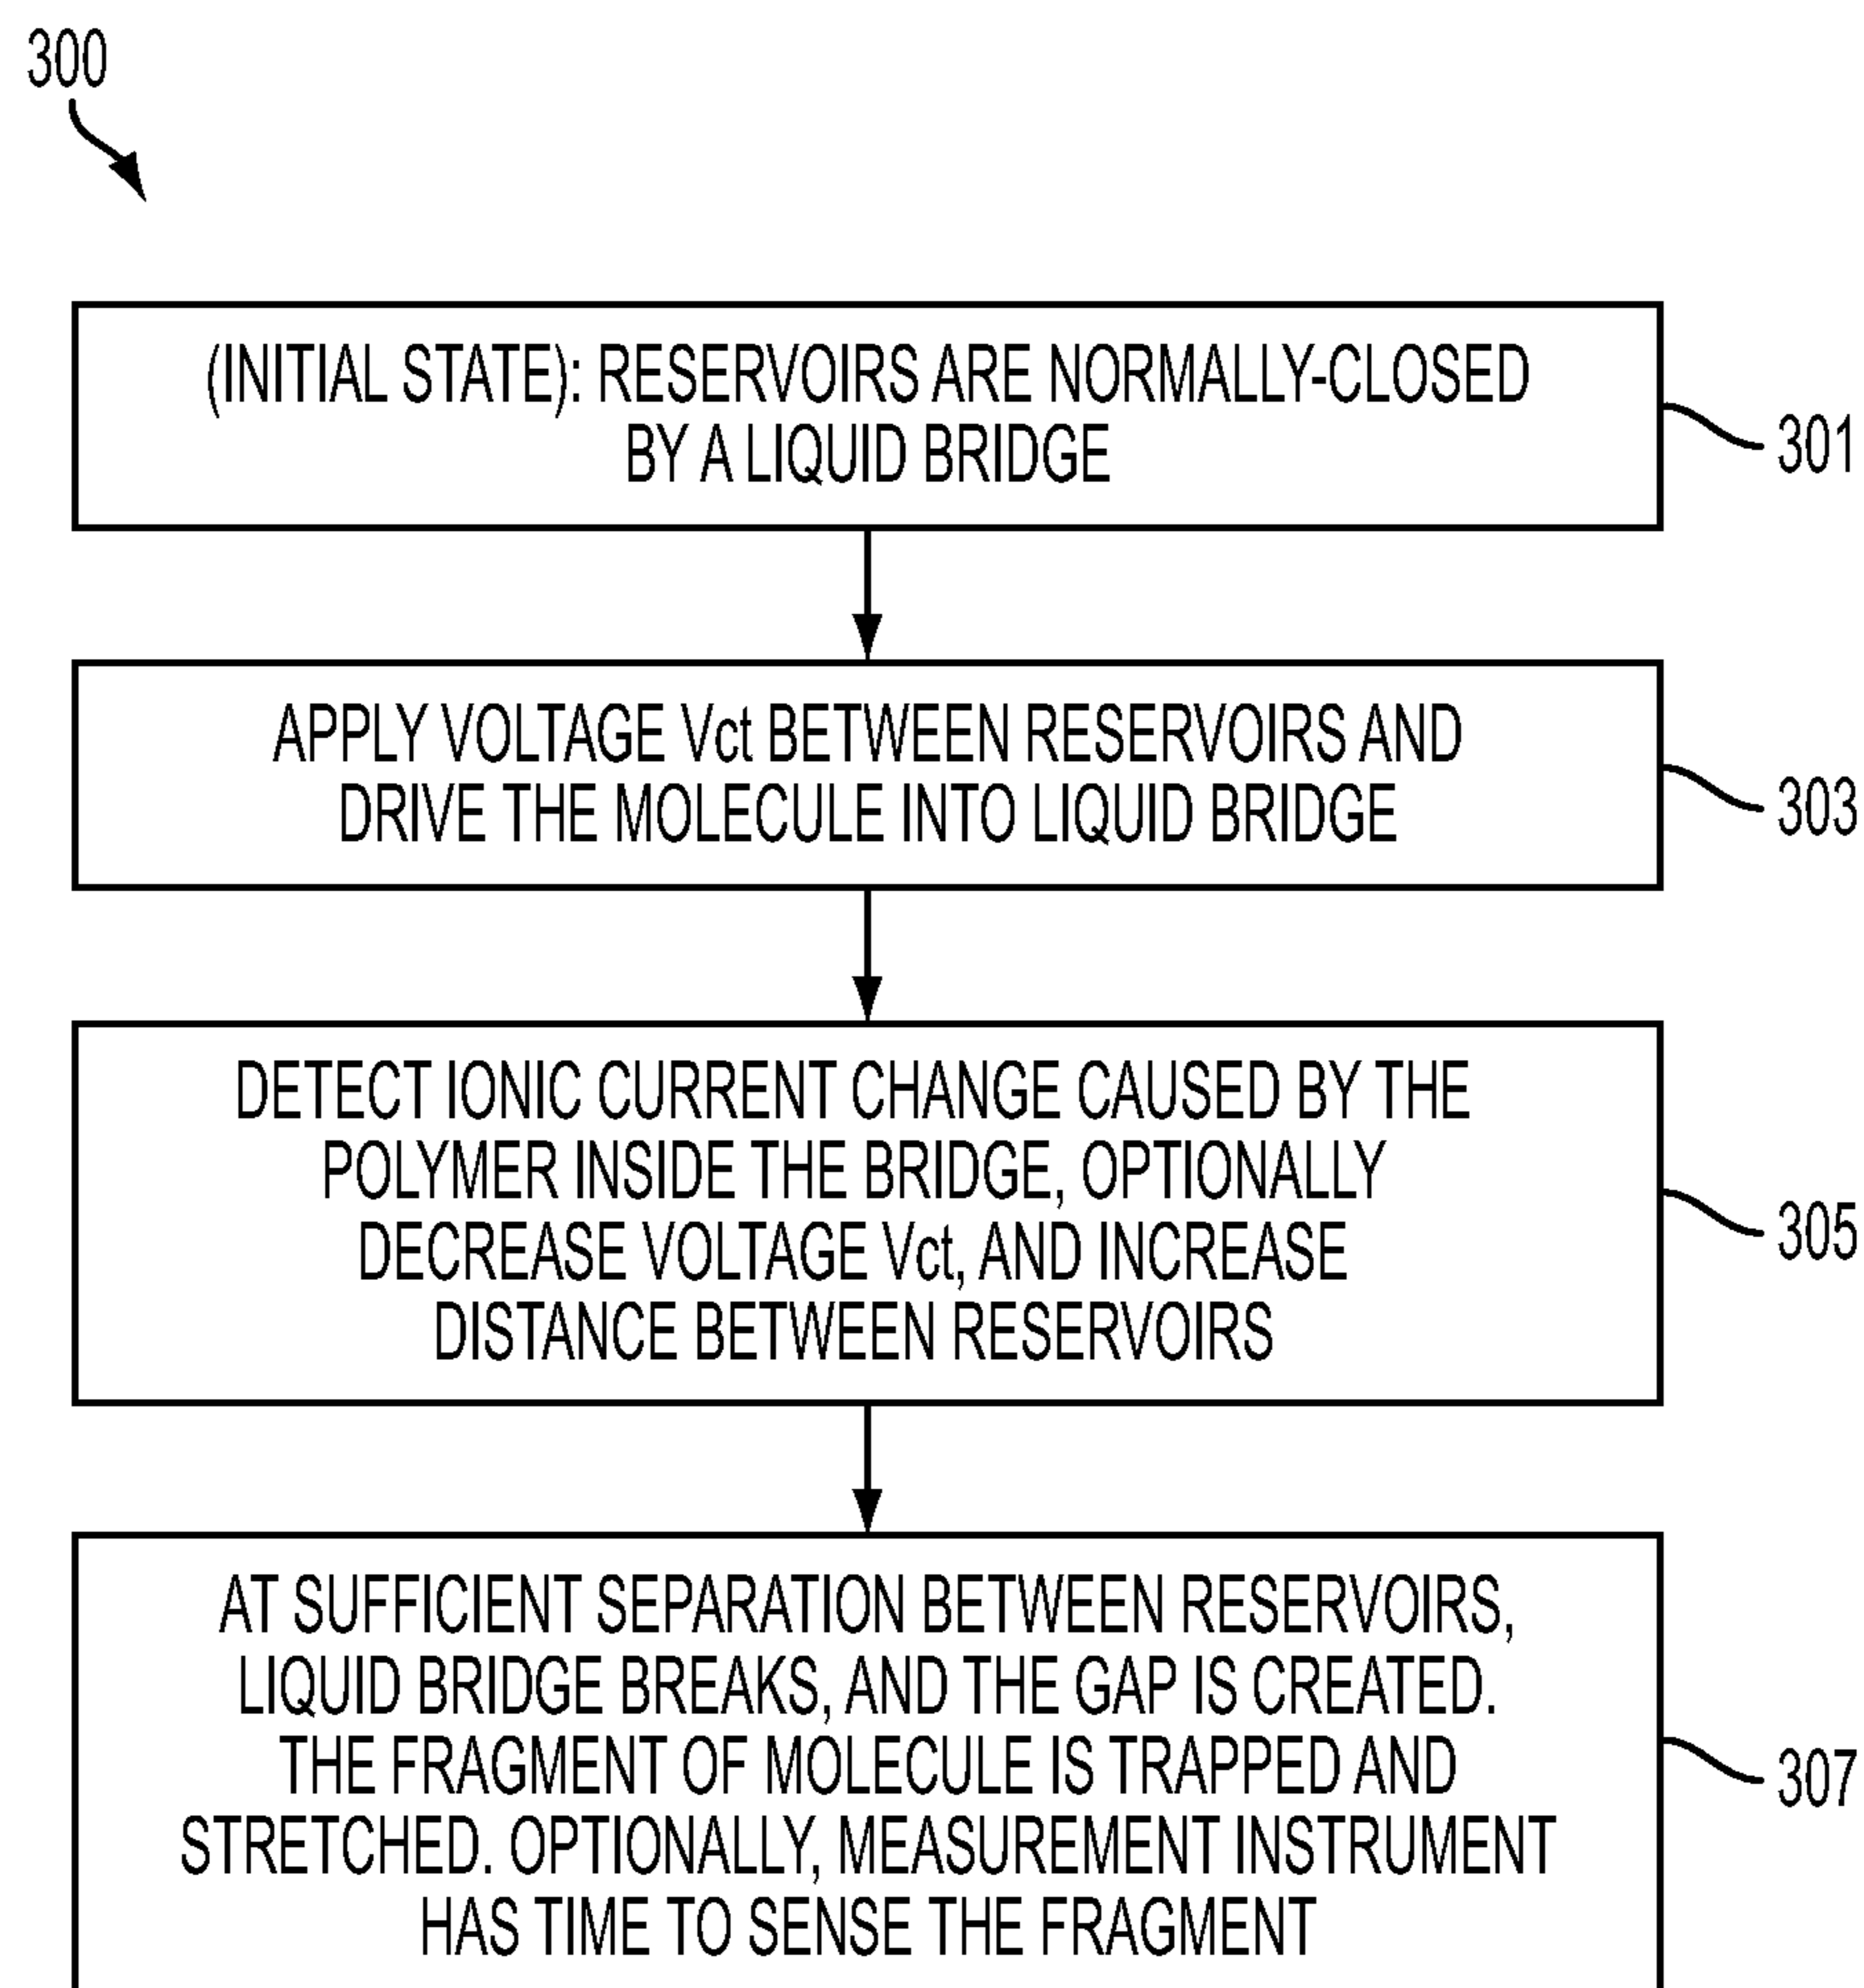 300
(INITIAL STATE): RESERVOIRS ARE NORMALLY-CLOSED
BY A LIQUID BRIDGE
301
APPLY VOLTAGE Vct BETWEEN RESERVOIRS AND
DRIVE THE MOLECULE INTO LIQUID BRIDGE
303
DETECT IONIC CURRENT CHANGE CAUSED BY THE
POLYMER INSIDE THE BRIDGE, OPTIONALLY
DECREASE VOLTAGE Vct, AND INCREASE
DISTANCE BETWEEN RESERVOIRS
305
AT SUFFICIENT SEPARATION BETWEEN RESERVOIRS,
LIQUID BRIDGE BREAKS, AND THE GAP IS CREATED.
THE FRAGMENT OF MOLECULE IS TRAPPED AND
STRETCHED. OPTIONALLY, MEASUREMENT INSTRUMENT
HAS TIME TO SENSE THE FRAGMENT
307